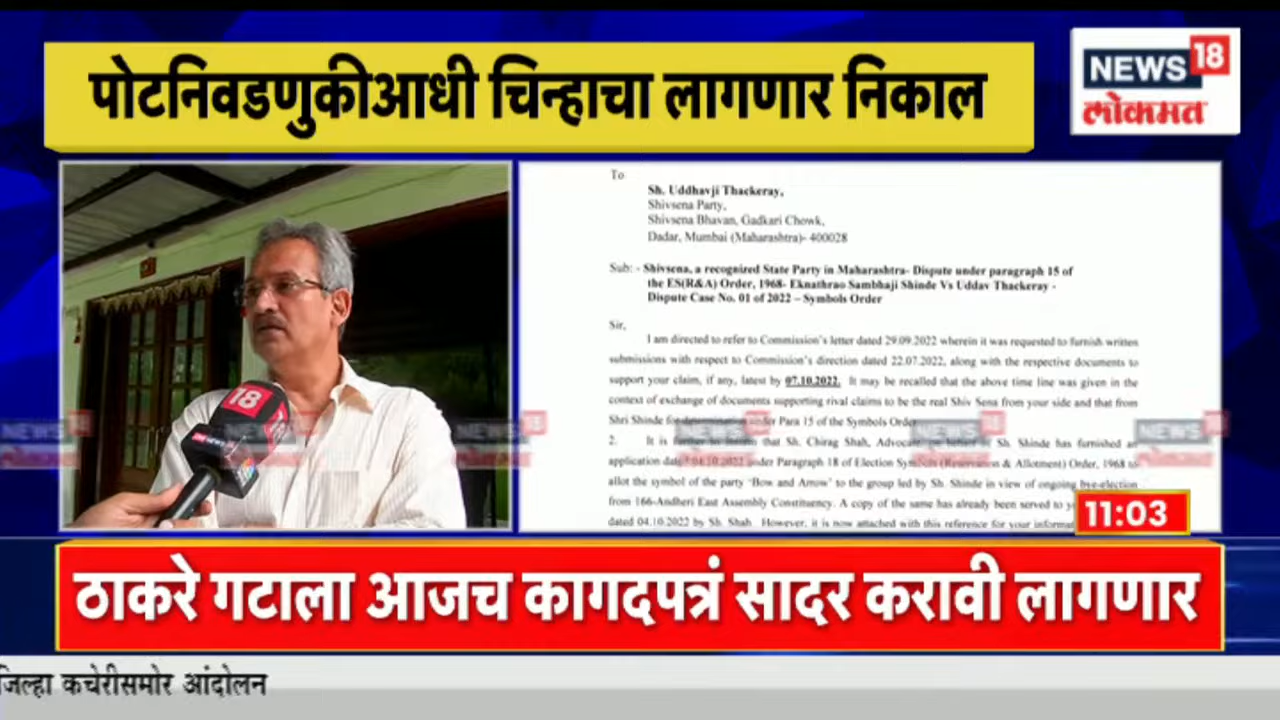 पोटनिवडणुकीआधी चिन्हाचा लागणार निकाल
NEWS 18
लोकमत
To
Sh. Uddhavji Thackeray,
Shivsena Party,
Shivsena Bhavan, Gadkari Chowk,
Dadar, Mumbai (Maharashtra)- 400028
Sub: - Shivsena, a recognized State Party in Maharashtra- Dispute under paragraph 15 of
the ES(R&A) Order, 1968- Eknathrao Sambhaji Shinde Vs Uddav Thackeray -
Dispute Case No. 01 of 2022 – Symbols Order
Sir,
I am directed to refer to Commission's letter dated 29.09.2022 wherein it was requested to furnish written
submissions with respect to Commission's direction dated 22.07.2022, along with the respective documents to
support your claim, if any, latest by 07.10.2022. It may be recalled that the above time line was given in the
context of exchange of documents supporting rival claims to be the real Shiv Sena from your side and that from
Shri Shinde for determination under Para 15 of the Symbols Order
2. It is further to inform that Sh. Chirag Shah, Advocate on behalf of Sh. Shinde has furnished an
application dated 04.10.2022 under Paragraph 18 of Election Symbols (Reservation & Allotment) Order, 1968 to
allot the symbol of the party 'Bow and Arrow' to the group led by Sh. Shinde in view of ongoing bye-election
from 166-Andheri East Assembly Constituency. A copy of the same has already been served to
dated 04.10.2022 by Sh. Shah. However, it is now attached with this reference for your
18
NEWS 18
11:03
ठाकरे गटाला आजच कागदपत्रं सादर करावी लागणार
जिल्हा कचेरीसमोर आंदोलन